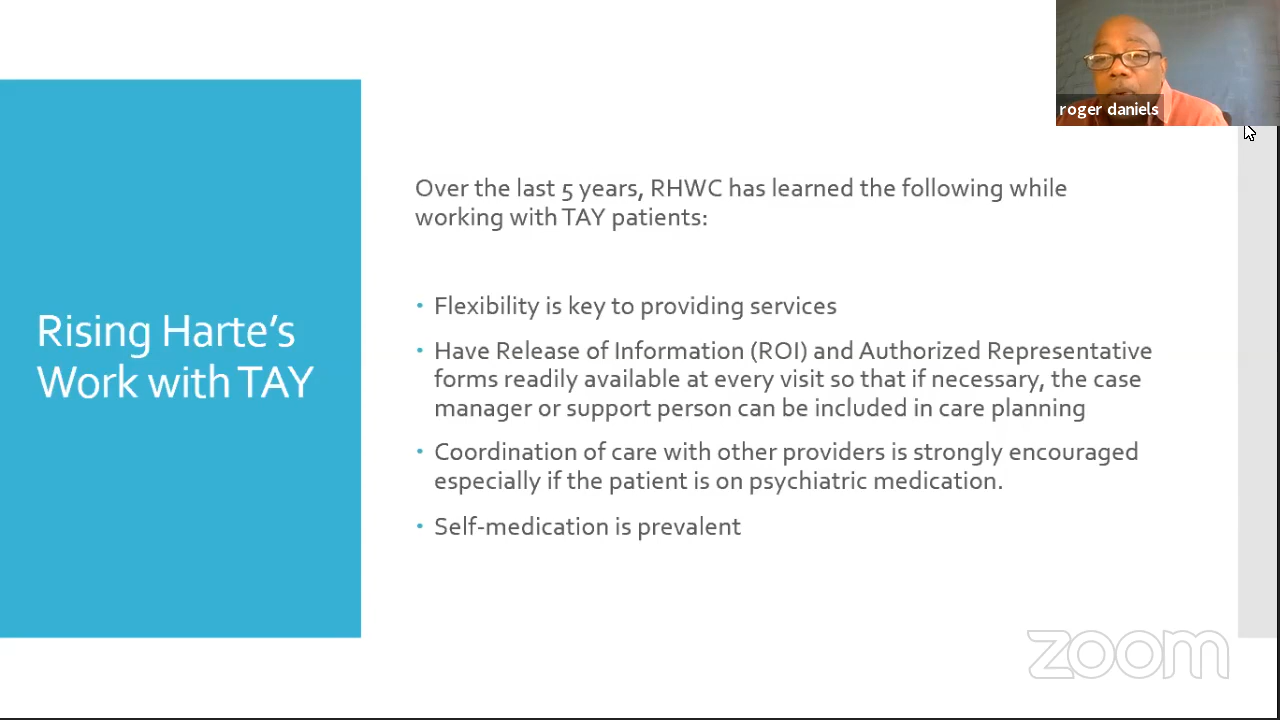 roger daniels
Rising Harte’s
Work with TAY
Over the last 5 years, RHWC has learned the following while
working with TAY patients:
• Flexibility is key to providing services
• Have Release of Information (ROI) and Authorized Representative
forms readily available at every visit so that if necessary, the case
manager or support person can be included in care planning
• Coordination of care with other providers is strongly encouraged
especially if the patient is on psychiatric medication.
• Self-medication is prevalent
zoom